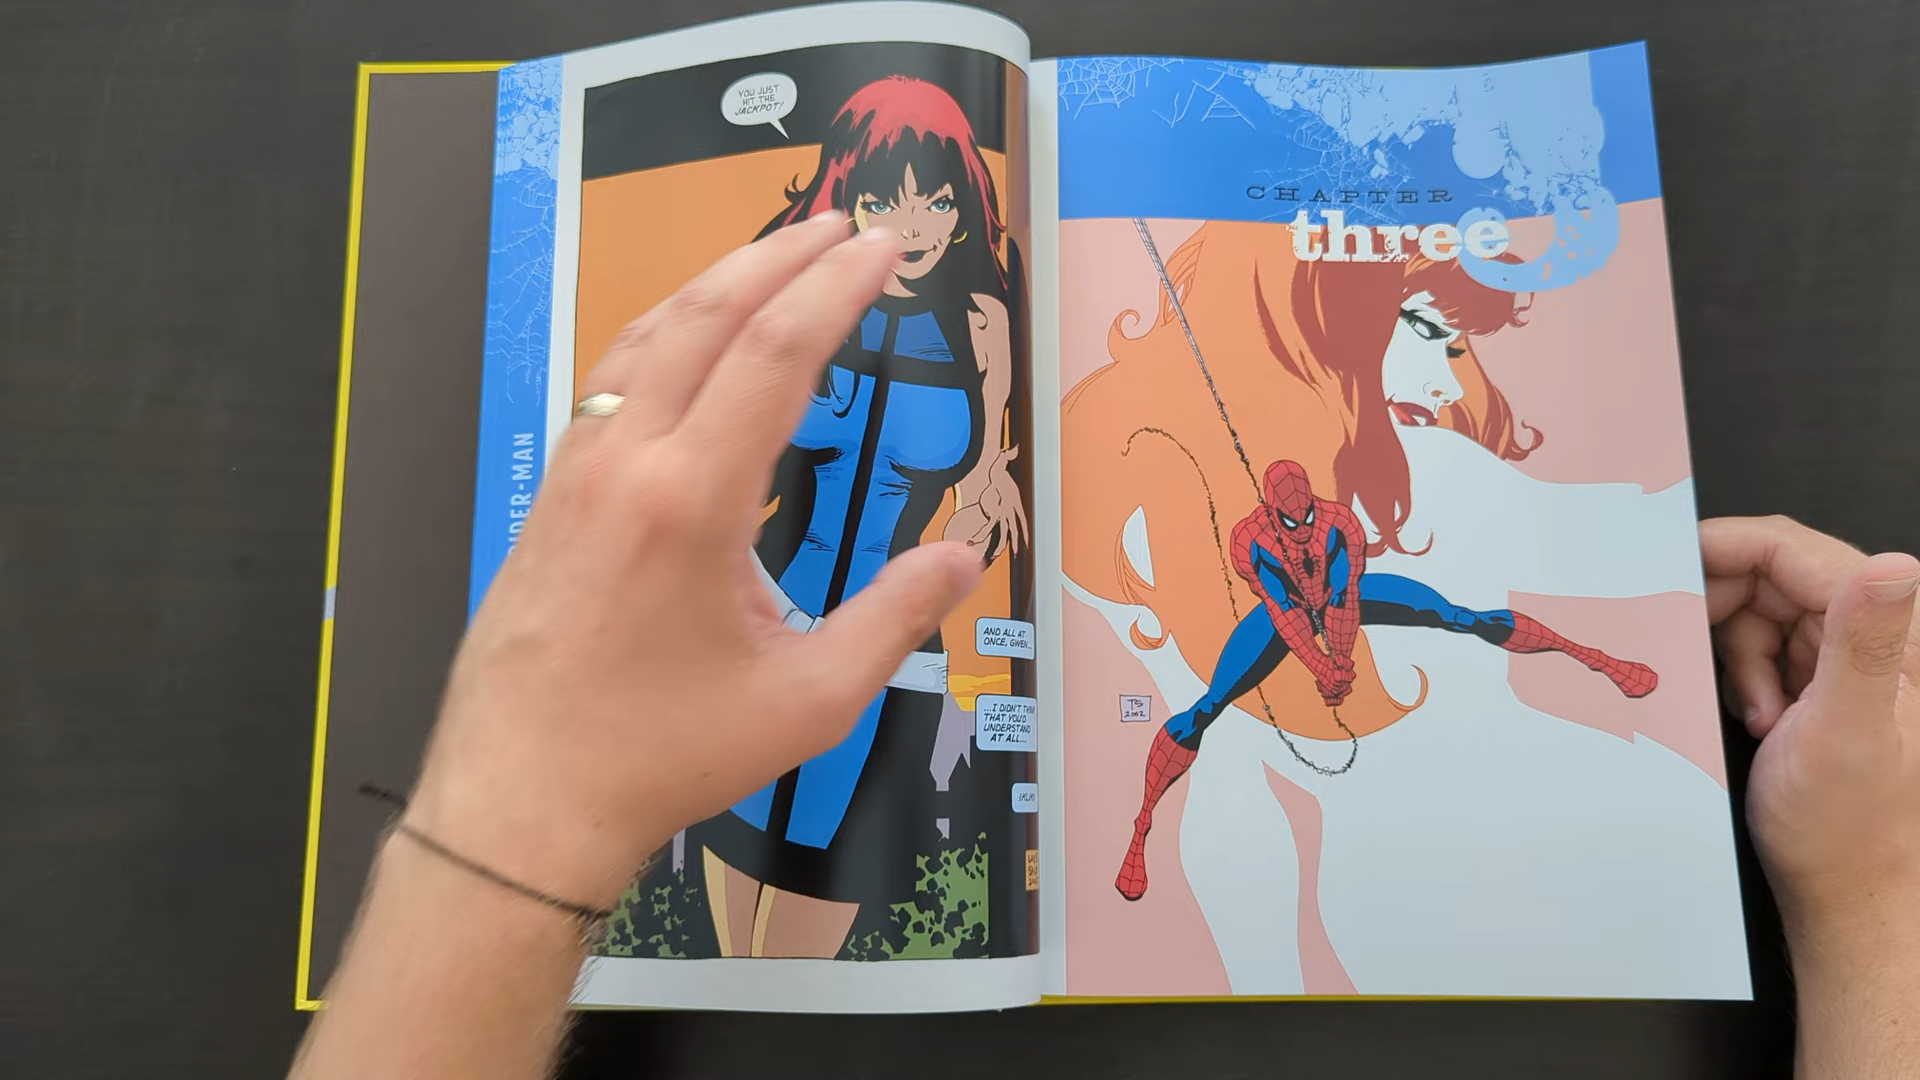 YOU JUST
HIT THE
JACKPOT!
AND ALL AT
ONCE, GWEN...
...I DIDN'T THINK
THAT YOU'D
UNDERSTAND
AT ALL...
CHAPTER
three
TS
2002